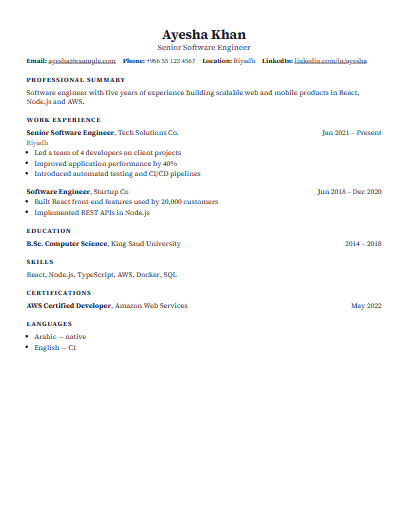 Ayesha Khan
Senior Software Engineer
Email: ayesha@example.com Phone: +966 55 123 4567 Location: Riyadh LinkedIn: linkedin.com/in/ayesha
PROFESSIONAL SUMMARY
Software engineer with five years of experience building scalable web and mobile products in React,
Node.js and AWS.
WORK EXPERIENCE
Senior Software Engineer, Tech Solutions Co. Jan 2021 – Present
Riyadh
• Led a team of 4 developers on client projects
• Improved application performance by 40%
• Introduced automated testing and CI/CD pipelines
Software Engineer, Startup Co Jun 2018 – Dec 2020
• Built React front-end features used by 20,000 customers
• Implemented REST APIs in Node.js
EDUCATION
B.Sc. Computer Science, King Saud University 2014 – 2018
SKILLS
React, Node.js, TypeScript, AWS, Docker, SQL
CERTIFICATIONS
AWS Certified Developer, Amazon Web Services May 2022
LANGUAGES
• Arabic — native
• English — C1